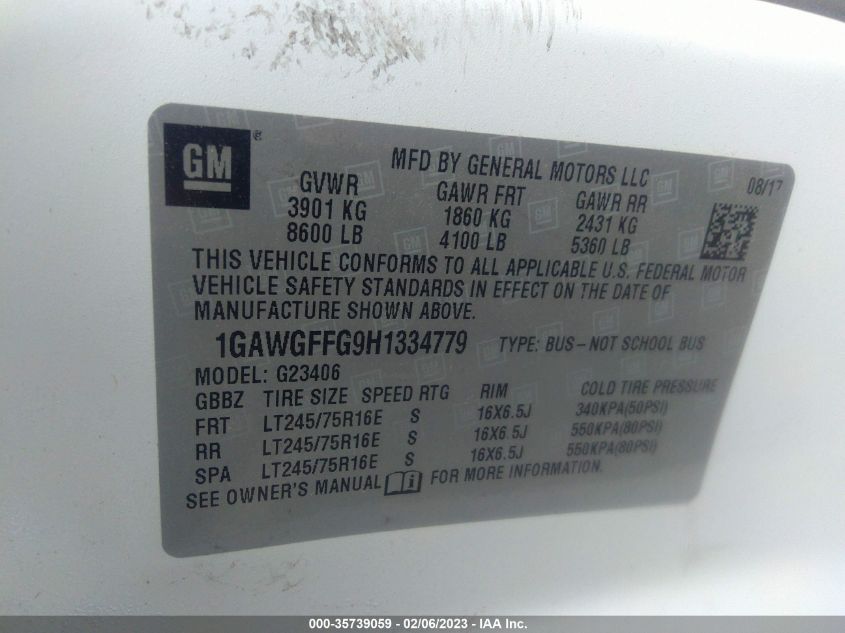 GM ®
MFD BY GENERAL MOTORS LLC
08/17
GVWR GAWR FRT GAWR RR
3901 KG 1860 KG 2431 KG
8600 LB 4100 LB 5360 LB
THIS VEHICLE CONFORMS TO ALL APPLICABLE U.S. FEDERAL MOTOR
VEHICLE SAFETY STANDARDS IN EFFECT ON THE DATE OF
MANUFACTURE SHOWN ABOVE.
1GAWGFFG9H1334779 TYPE: BUS – NOT SCHOOL BUS
MODEL: G23406
GBBZ TIRE SIZE SPEED RTG RIM COLD TIRE PRESSURE
FRT LT245/75R16E S 16X6.5J 340KPA(50PSI)
RR LT245/75R16E S 16X6.5J 550KPA(80PSI)
SPA LT245/75R16E S 16X6.5J 550KPA(80PSI)
SEE OWNER'S MANUAL i FOR MORE INFORMATION.
000-35739059 - 02/06/2023 - IAA Inc.